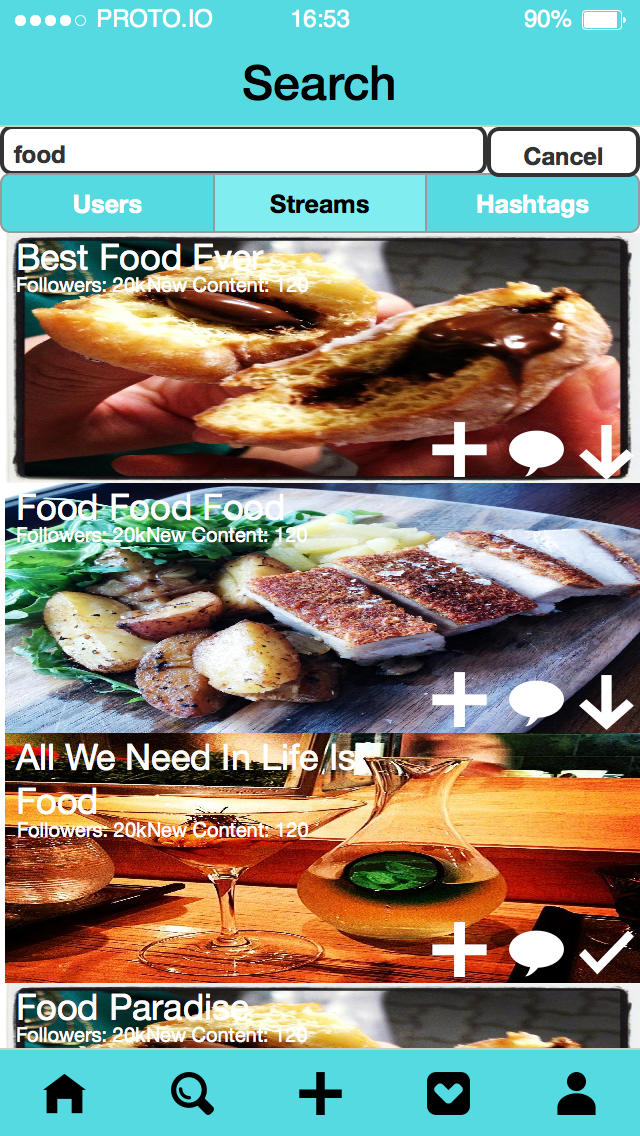 PROTO.IO 16:53 90%
Search
food Cancel
Users Streams Hashtags
Best Food Ever
Followers: 20kNew Content: 120
Food Food Food
Followers: 20kNew Content: 120
All We Need In Life Is
Food
Followers: 20kNew Content: 120
Food Paradise
Followers: 20kNew Content: 120